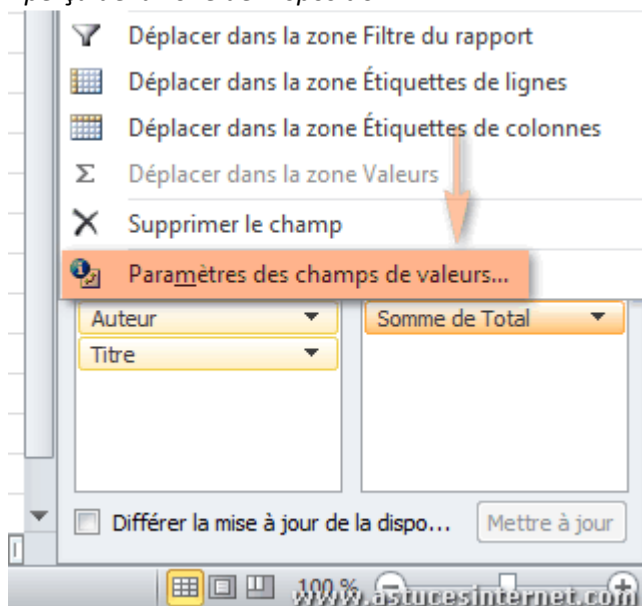 Déplacer dans la zone Filtre du rapport
Déplacer dans la zone Étiquettes de lignes
Déplacer dans la zone Étiquettes de colonnes
Σ Déplacer dans la zone Valeurs
Supprimer le champ
Paramètres des champs de valeurs...
Auteur
Somme de Total
Titre
Différer la mise à jour de la dispo...
Mettre à jour
100 %
www.astucesinternet.com